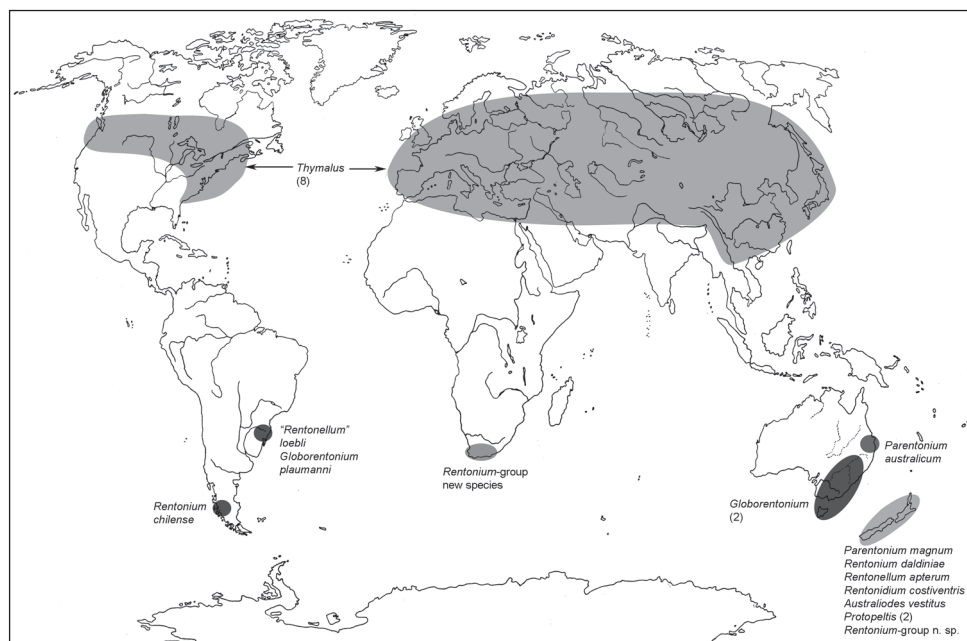 Thymalus
(8)
"Rentonellum"
loebli
Globorentonium
plaumanni
Rentonium-group
new species
Parentonium
australicum
Rentonium
chilense
Globorentonium
(2)
Parentonium magnum
Rentonium daldiniae
Rentonellum apterum
Rentonidium costiventris
Australiodes vestitus
Protopeltis (2)
Rentonium-group n. sp.